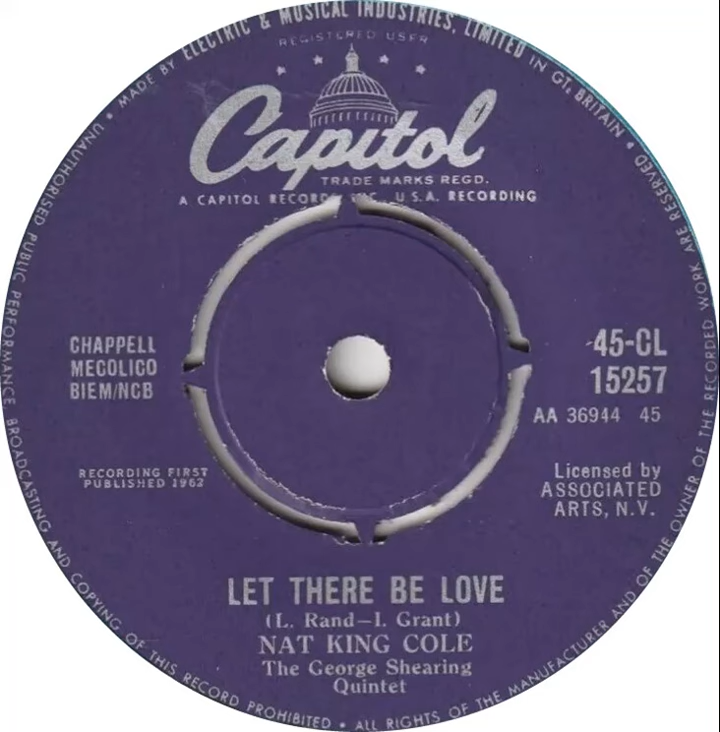 MADE BY ELECTRIC & MUSICAL INDUSTRIES, LIMITED IN GT. BRITAIN •
REGISTERED USER
Capitol
TRADE MARKS REGD.
A CAPITOL RECORDS, INC., U.S.A. RECORDING
CHAPPELL
MECOLICO
BIEM/NCB
45-CL
15257
AA 36944 45
RECORDING FIRST
PUBLISHED 1962
Licensed by
ASSOCIATED
ARTS, N.V.
LET THERE BE LOVE
(L. Rand—I. Grant)
NAT KING COLE
The George Shearing
Quintet
ALL RIGHTS OF THE MANUFACTURER AND OF THE OWNER OF THE RECORDED WORK ARE RESERVED •
UNAUTHORISED PUBLIC PERFORMANCE BROADCASTING AND COPYING OF THIS RECORD PROHIBITED •